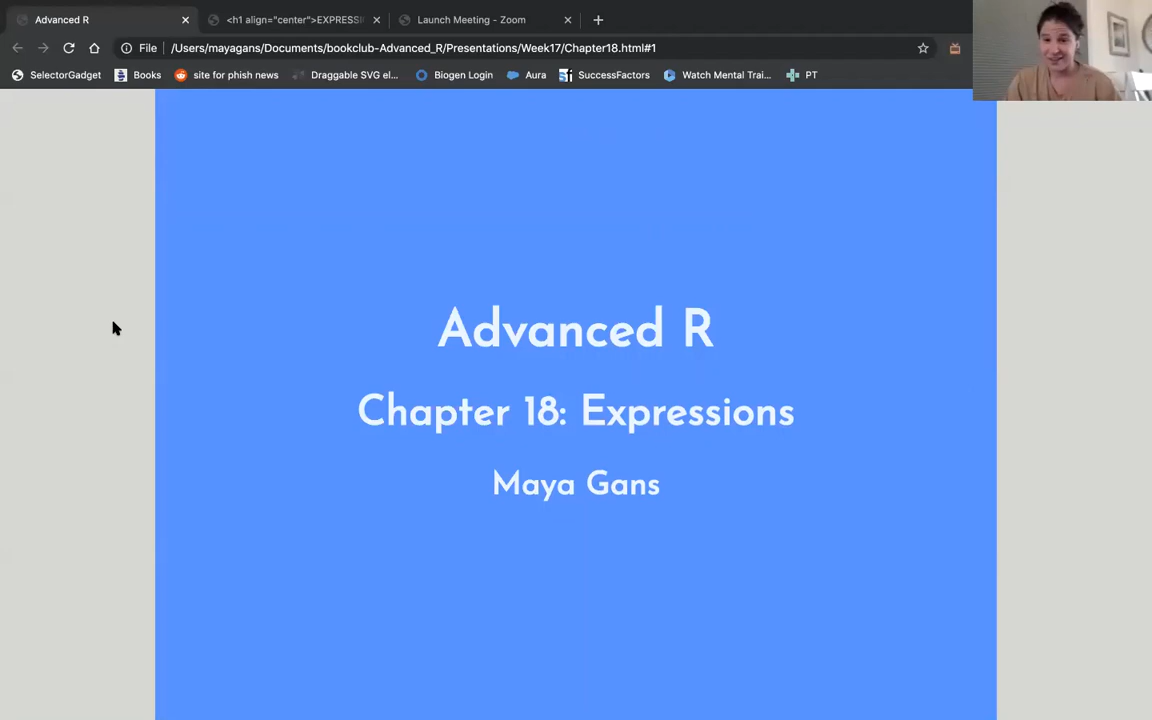 Advanced R
<h1 align="center">EXPRESSI
Launch Meeting - Zoom
File /Users/mayagans/Documents/bookclub-Advanced_R/Presentations/Week17/Chapter18.html#1
SelectorGadget Books site for phish news Draggable SVG el... Biogen Login Aura SuccessFactors Watch Mental Trai... PT
Advanced R
Chapter 18: Expressions
Maya Gans